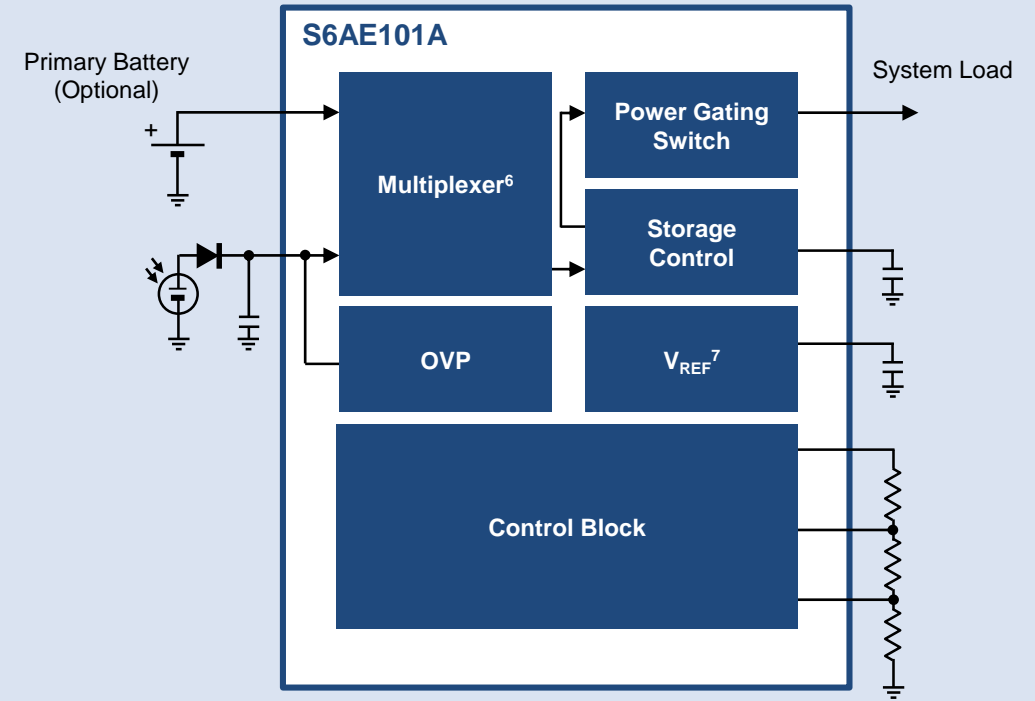 S6AE101A
Primary Battery
(Optional)
+
System Load
Multiplexer⁶
Power Gating
Switch
Storage
Control
OVP
VREF⁷
Control Block